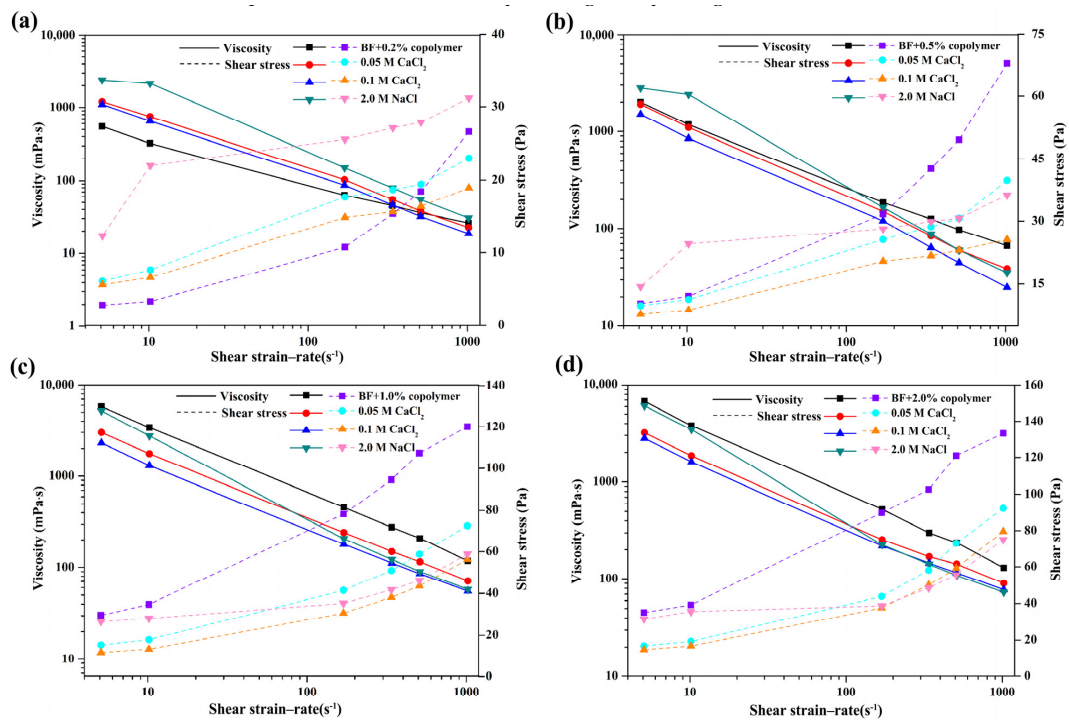 (a)
10,000
1000
100
10
1
Viscosity (mPa·s)
Viscosity
Shear stress
BF+0.2% copolymer
0.05 M CaCl2
0.1 M CaCl2
2.0 M NaCl
40
30
20
10
0
Shear stress (Pa)
10 100 1000
Shear strain–rate(s-1)
(b)
10,000
1000
100
10
Viscosity (mPa·s)
Viscosity
Shear stress
BF+0.5% copolymer
0.05 M CaCl2
0.1 M CaCl2
2.0 M NaCl
75
60
45
30
15
Shear stress (Pa)
10 100 1000
Shear strain–rate(s-1)
(c)
10,000
1000
100
10
Viscosity (mPa·s)
Viscosity
Shear stress
BF+1.0% copolymer
0.05 M CaCl2
0.1 M CaCl2
2.0 M NaCl
140
120
100
80
60
40
20
0
Shear stress (Pa)
10 100 1000
Shear strain–rate(s-1)
(d)
10,000
1000
100
10
Viscosity (mPa·s)
Viscosity
Shear stress
BF+2.0% copolymer
0.05 M CaCl2
0.1 M CaCl2
2.0 M NaCl
160
140
120
100
80
60
40
20
0
Shear stress (Pa)
10 100 1000
Shear strain–rate(s-1)